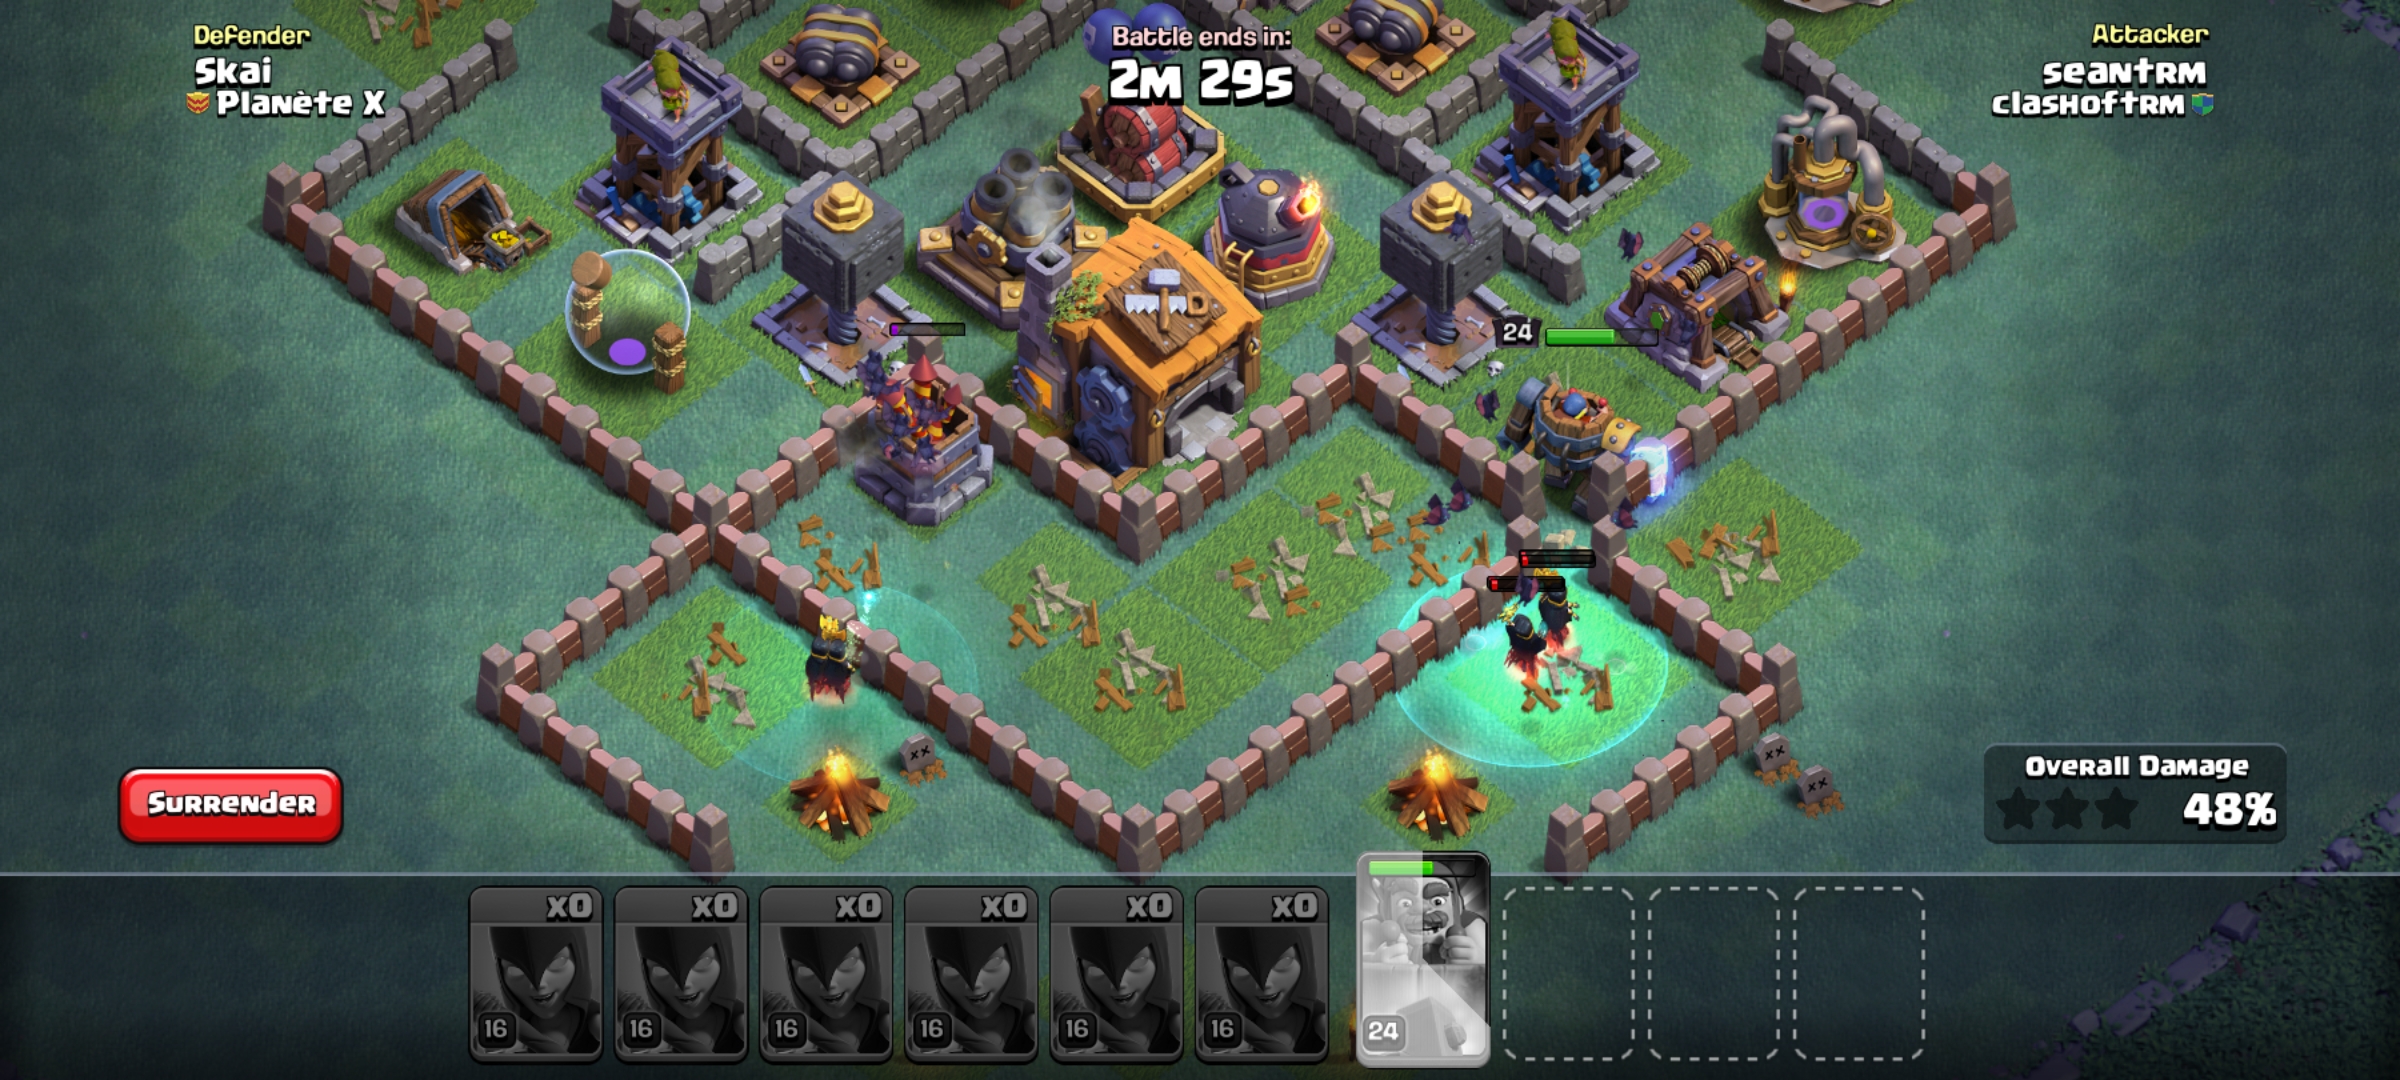 Defender
Skai
Planète X
Battle ends in:
2M 29s
Attacker
seantRM
clashoftRM
24
Surrender
Overall Damage
48%
x0
x0
x0
x0
x0
x0
16
16
16
16
16
16
24